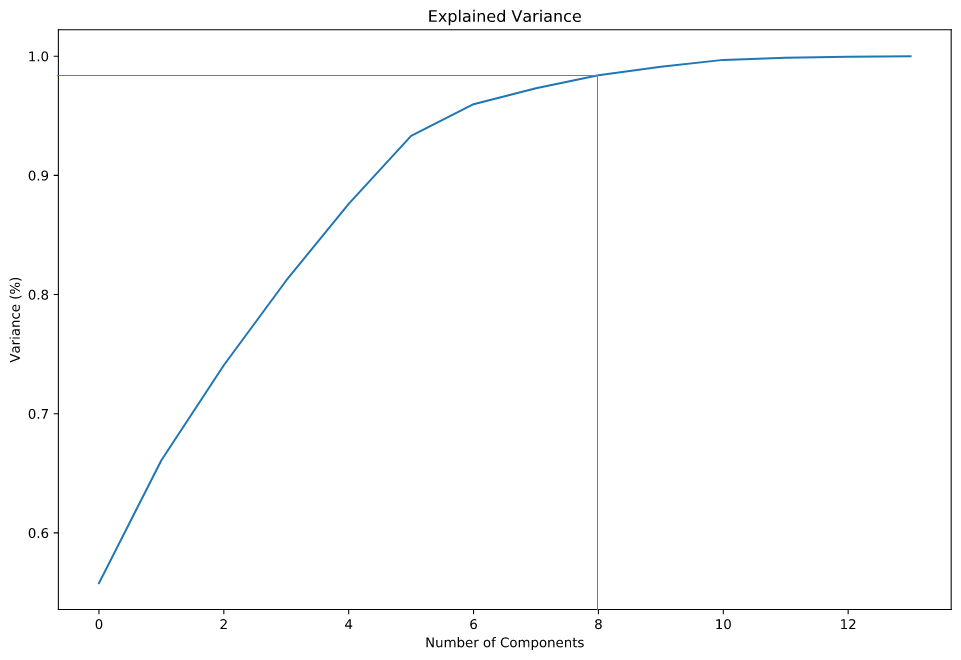 Explained Variance
1.0
0.9
0.8
0.7
0.6
Variance (%)
0 2 4 6 8 10 12
Number of Components